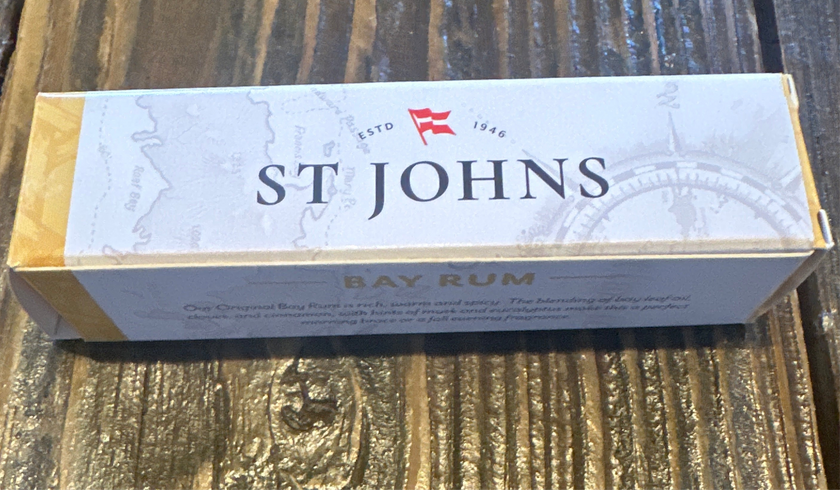 ESTD 1946
ST JOHNS
BAY RUM
Our Original Bay Rum is rich, warm and spicy. The blending of bay leaf oil,
cloves and cinnamon, with hints of musk and eucalyptus make this a perfect
morning brace or a fall evening fragrance.